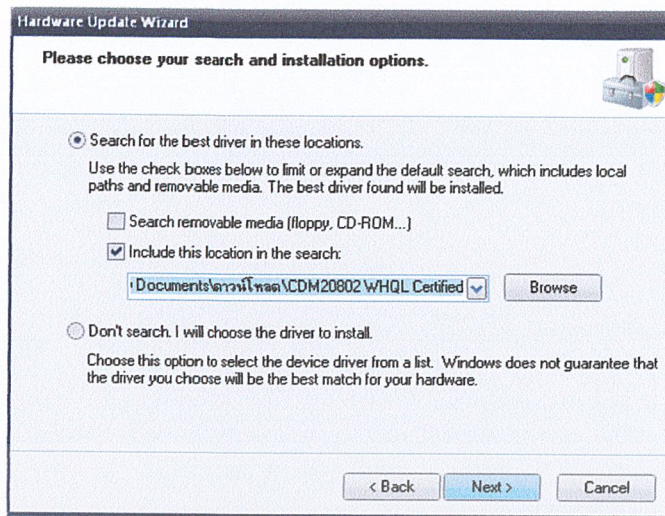 Hardware Update Wizard
Please choose your search and installation options.
Search for the best driver in these locations.
Use the check boxes below to limit or expand the default search, which includes local
paths and removable media. The best driver found will be installed.
Search removable media (floppy, CD-ROM...)
Include this location in the search:
Documents\ดาวน์โหลด\CDM20802 WHQL Certified
Browse
Don't search. I will choose the driver to install.
Choose this option to select the device driver from a list. Windows does not guarantee that
the driver you choose will be the best match for your hardware.
< Back
Next >
Cancel